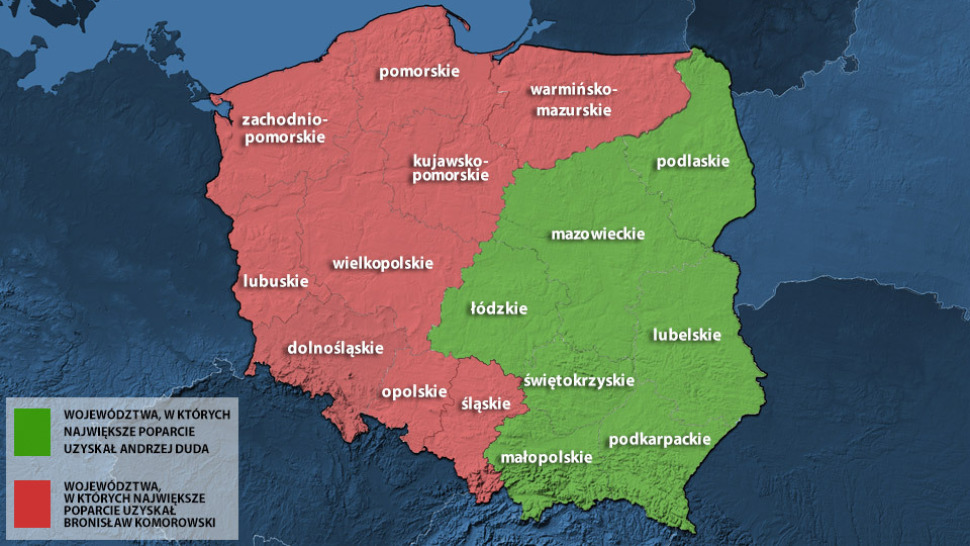 pomorskie
warmińsko-
mazurskie
zachodnio-
pomorskie
kujawsko-
pomorskie
podlaskie
mazowieckie
wielkopolskie
lubuskie
łódzkie
lubelskie
dolnośląskie
opolskie
świętokrzyskie
śląskie
podkarpackie
małopolskie
WOJEWÓDZTWA, W KTÓRYCH
NAJWIĘKSZE POPARCIE
UZYSKAŁ ANDRZEJ DUDA
WOJEWÓDZTWA,
W KTÓRYCH NAJWIĘKSZE
POPARCIE UZYSKAŁ
BRONISŁAW KOMOROWSKI